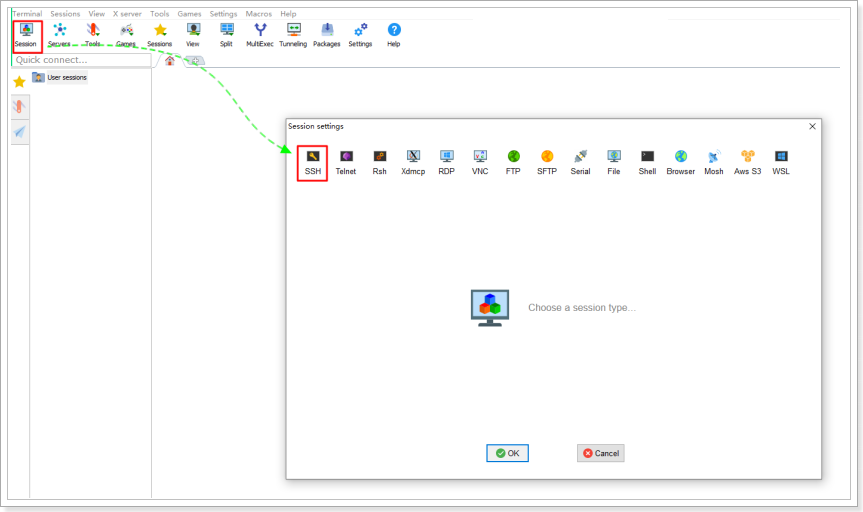 Terminal Sessions View X server Tools Games Settings Macros Help
Session Servers Tools Games Sessions View Split MultiExec Tunneling Packages Settings Help
Quick connect...
User sessions
Session settings
SSH Telnet Rsh Xdmcp RDP VNC FTP SFTP Serial File Shell Browser Mosh Aws S3 WSL
Choose a session type...
OK Cancel